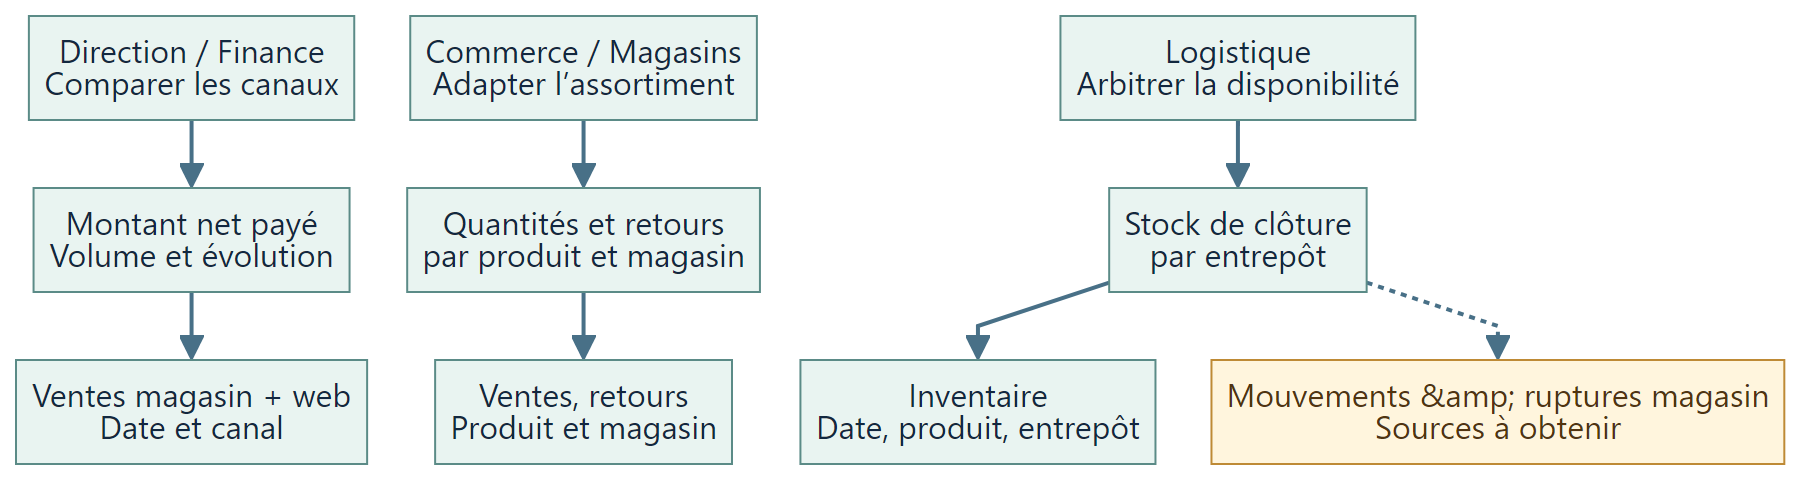 Direction / Finance
Comparer les canaux
Commerce / Magasins
Adapter l’assortiment
Logistique
Arbitrer la disponibilité
Montant net payé
Volume et évolution
Quantités et retours
par produit et magasin
Stock de clôture
par entrepôt
Ventes magasin + web
Date et canal
Ventes, retours
Produit et magasin
Inventaire
Date, produit, entrepôt
Mouvements &amp; ruptures magasin
Sources à obtenir